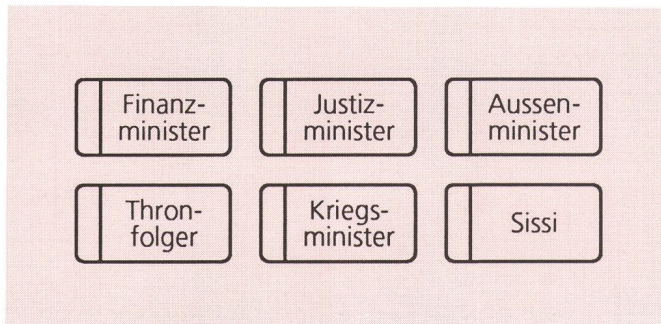 Finanz-
minister
Justiz-
minister
Aussen-
minister
Thron-
folger
Kriegs-
minister
Sissi